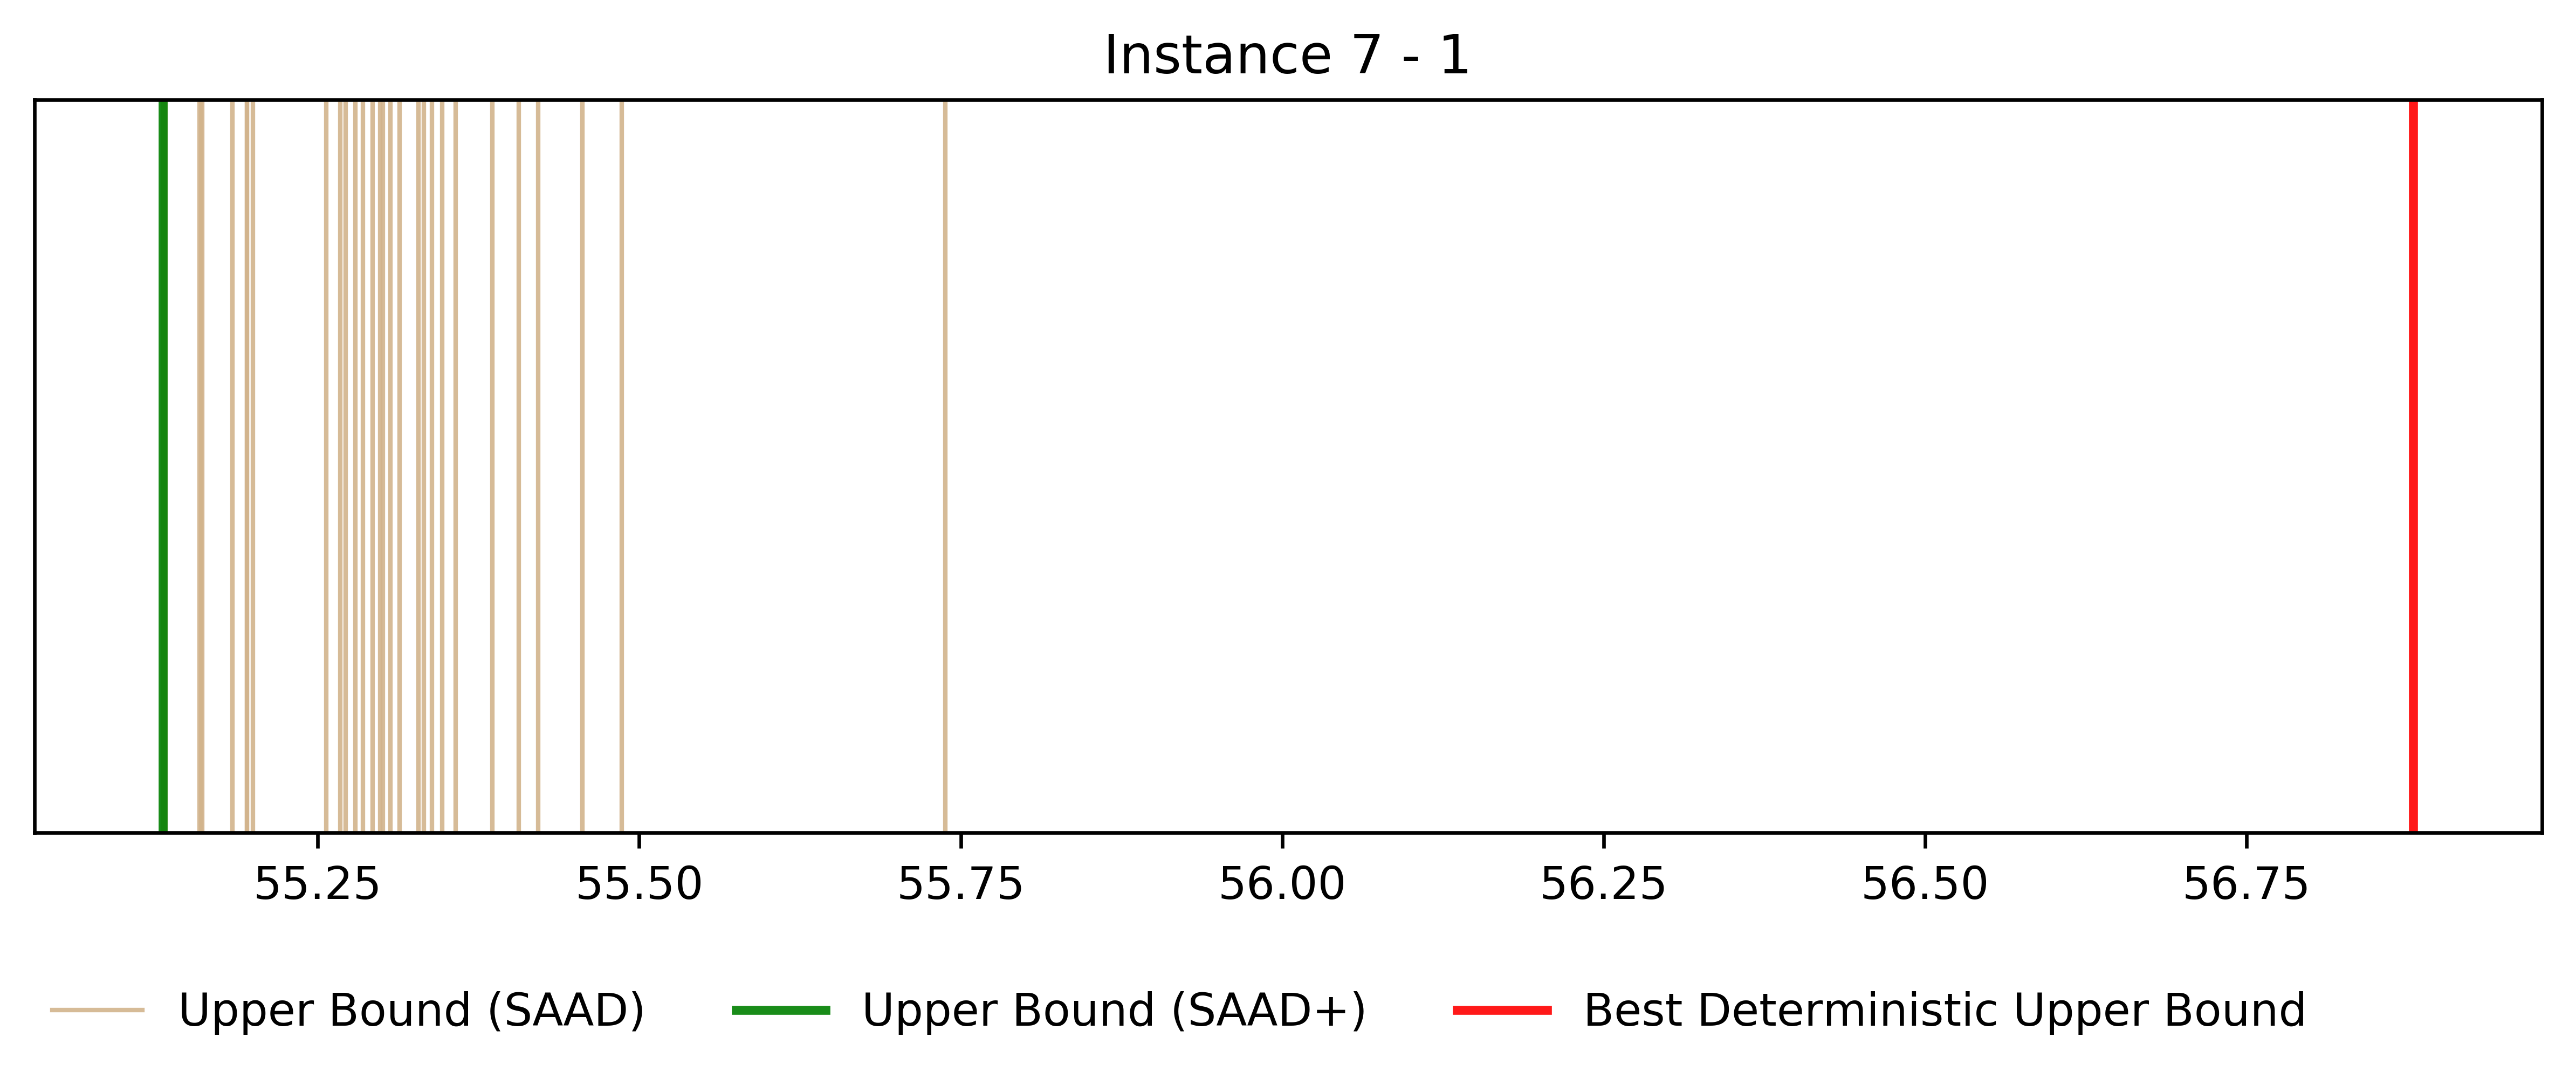 Instance 7 - 1
55.25 55.50 55.75 56.00 56.25 56.50 56.75
Upper Bound (SAAD) Upper Bound (SAAD+) Best Deterministic Upper Bound